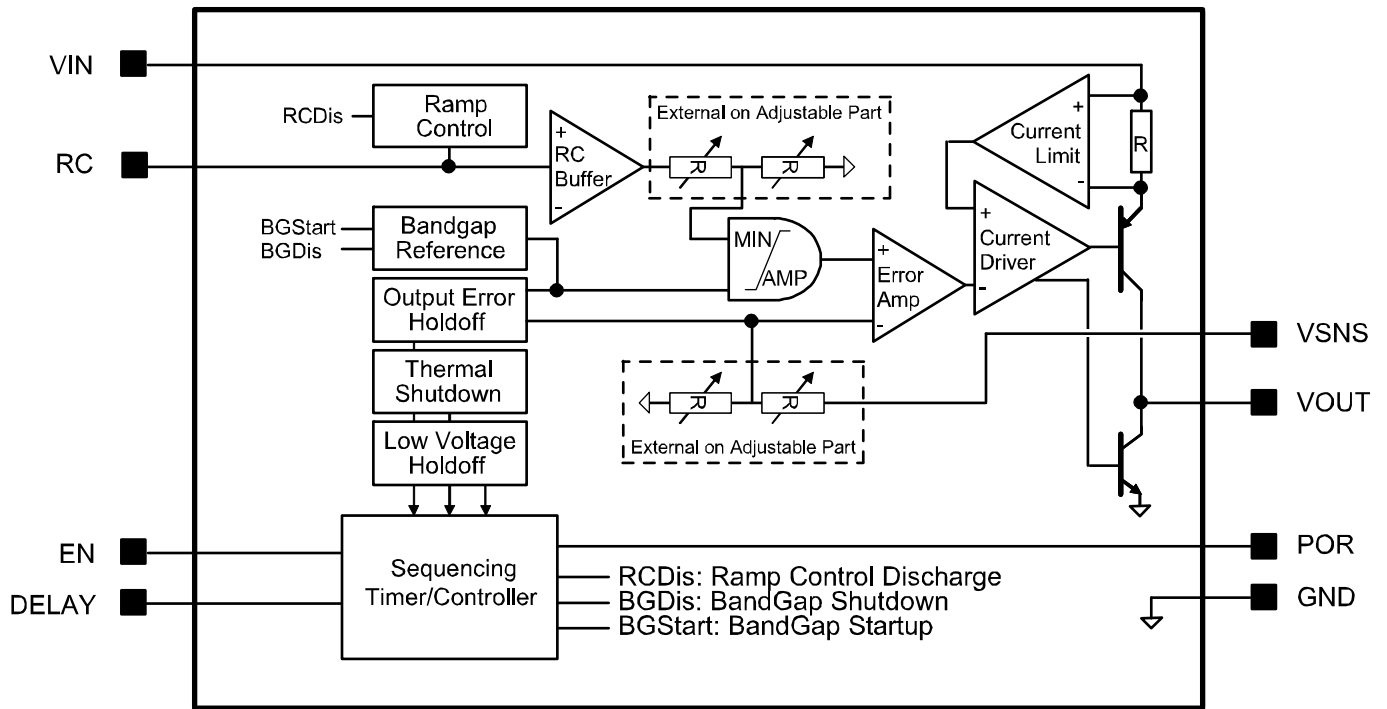 VIN
RCDis
Ramp
Control
External on Adjustable Part
R
R
+
RC
Buffer
-
+
Current
Limit
-
R
RC
BGStart
BGDis
Bandgap
Reference
MIN
AMP
+
Error
Amp
-
+
Current
Driver
-
Output Error
Holdoff
Thermal
Shutdown
Low Voltage
Holdoff
R
R
External on Adjustable Part
VSNS
VOUT
EN
DELAY
Sequencing
Timer/Controller
RCDis: Ramp Control Discharge
BGDis: BandGap Shutdown
BGStart: BandGap Startup
POR
GND